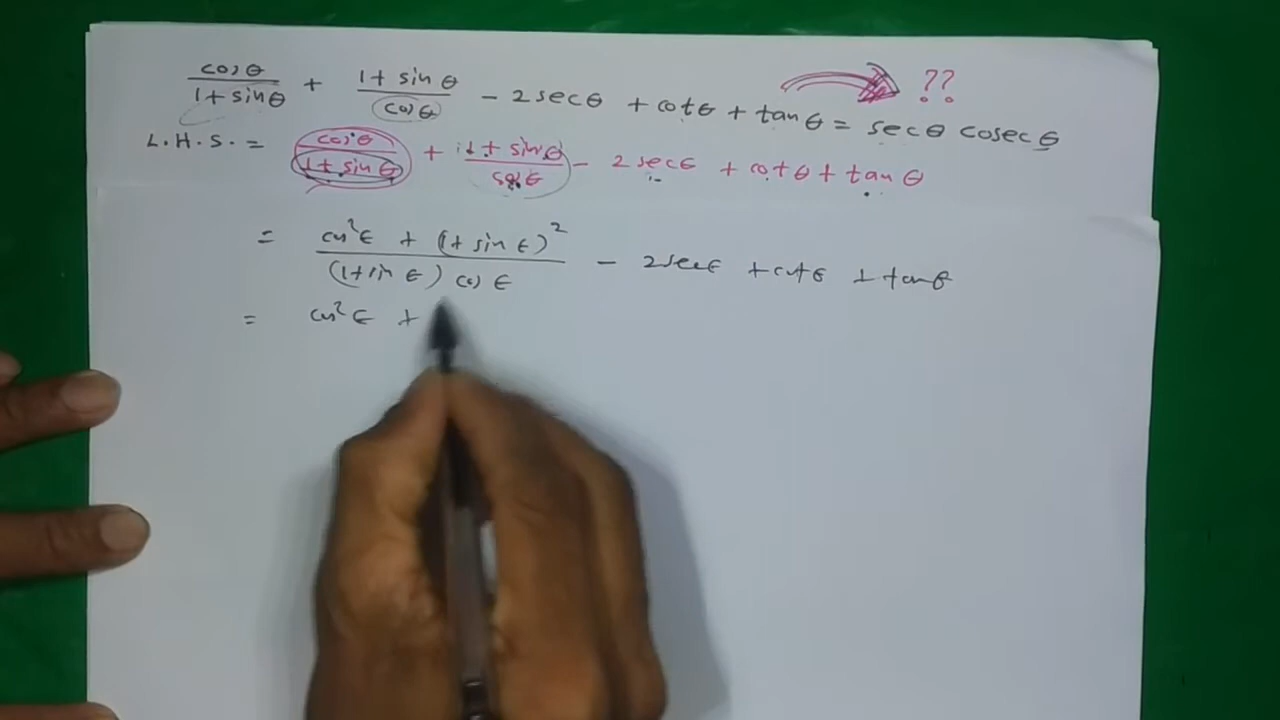 cosθ/1+sinθ + 1+sinθ/cosθ - 2secθ + cotθ + tanθ = secθ cosecθ ??
L.H.S. = cosθ/1+sinθ + 1+sinθ/cosθ - 2secθ + cotθ + tanθ
= cos²θ + (1+sinθ)²/(1+sinθ) cosθ - 2secθ + cotθ + tanθ
= cos²θ +